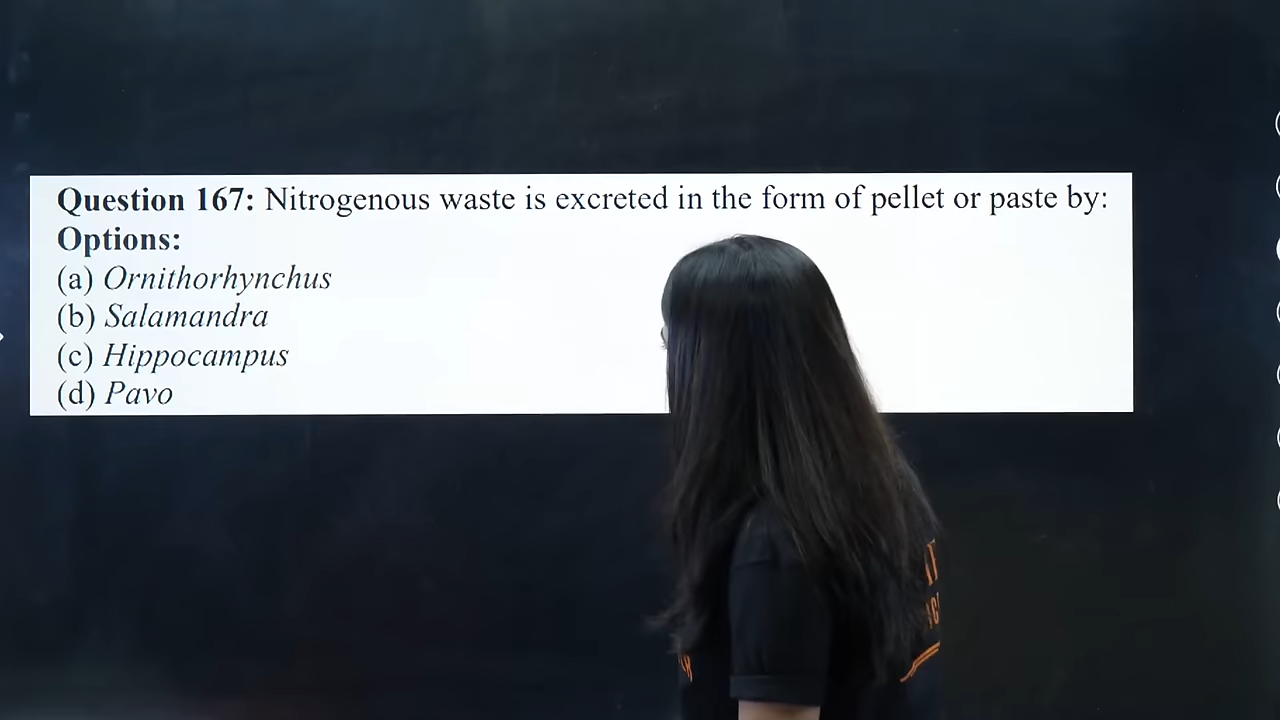 Question 167: Nitrogenous waste is excreted in the form of pellet or paste by:
Options:
(a) Ornithorhynchus
(b) Salamandra
(c) Hippocampus
(d) Pavo